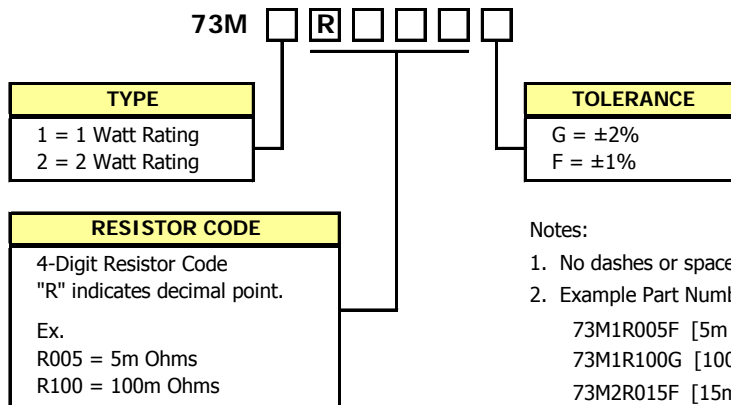 73M R
TYPE
1 = 1 Watt Rating
2 = 2 Watt Rating
TOLERANCE
G = ±2%
F = ±1%
RESISTOR CODE
4-Digit Resistor Code
"R" indicates decimal point.
Ex.
R005 = 5m Ohms
R100 = 100m Ohms
Notes:
1. No dashes or space
2. Example Part Numb
73M1R005F [5m
73M1R100G [100
73M2R015F [15m